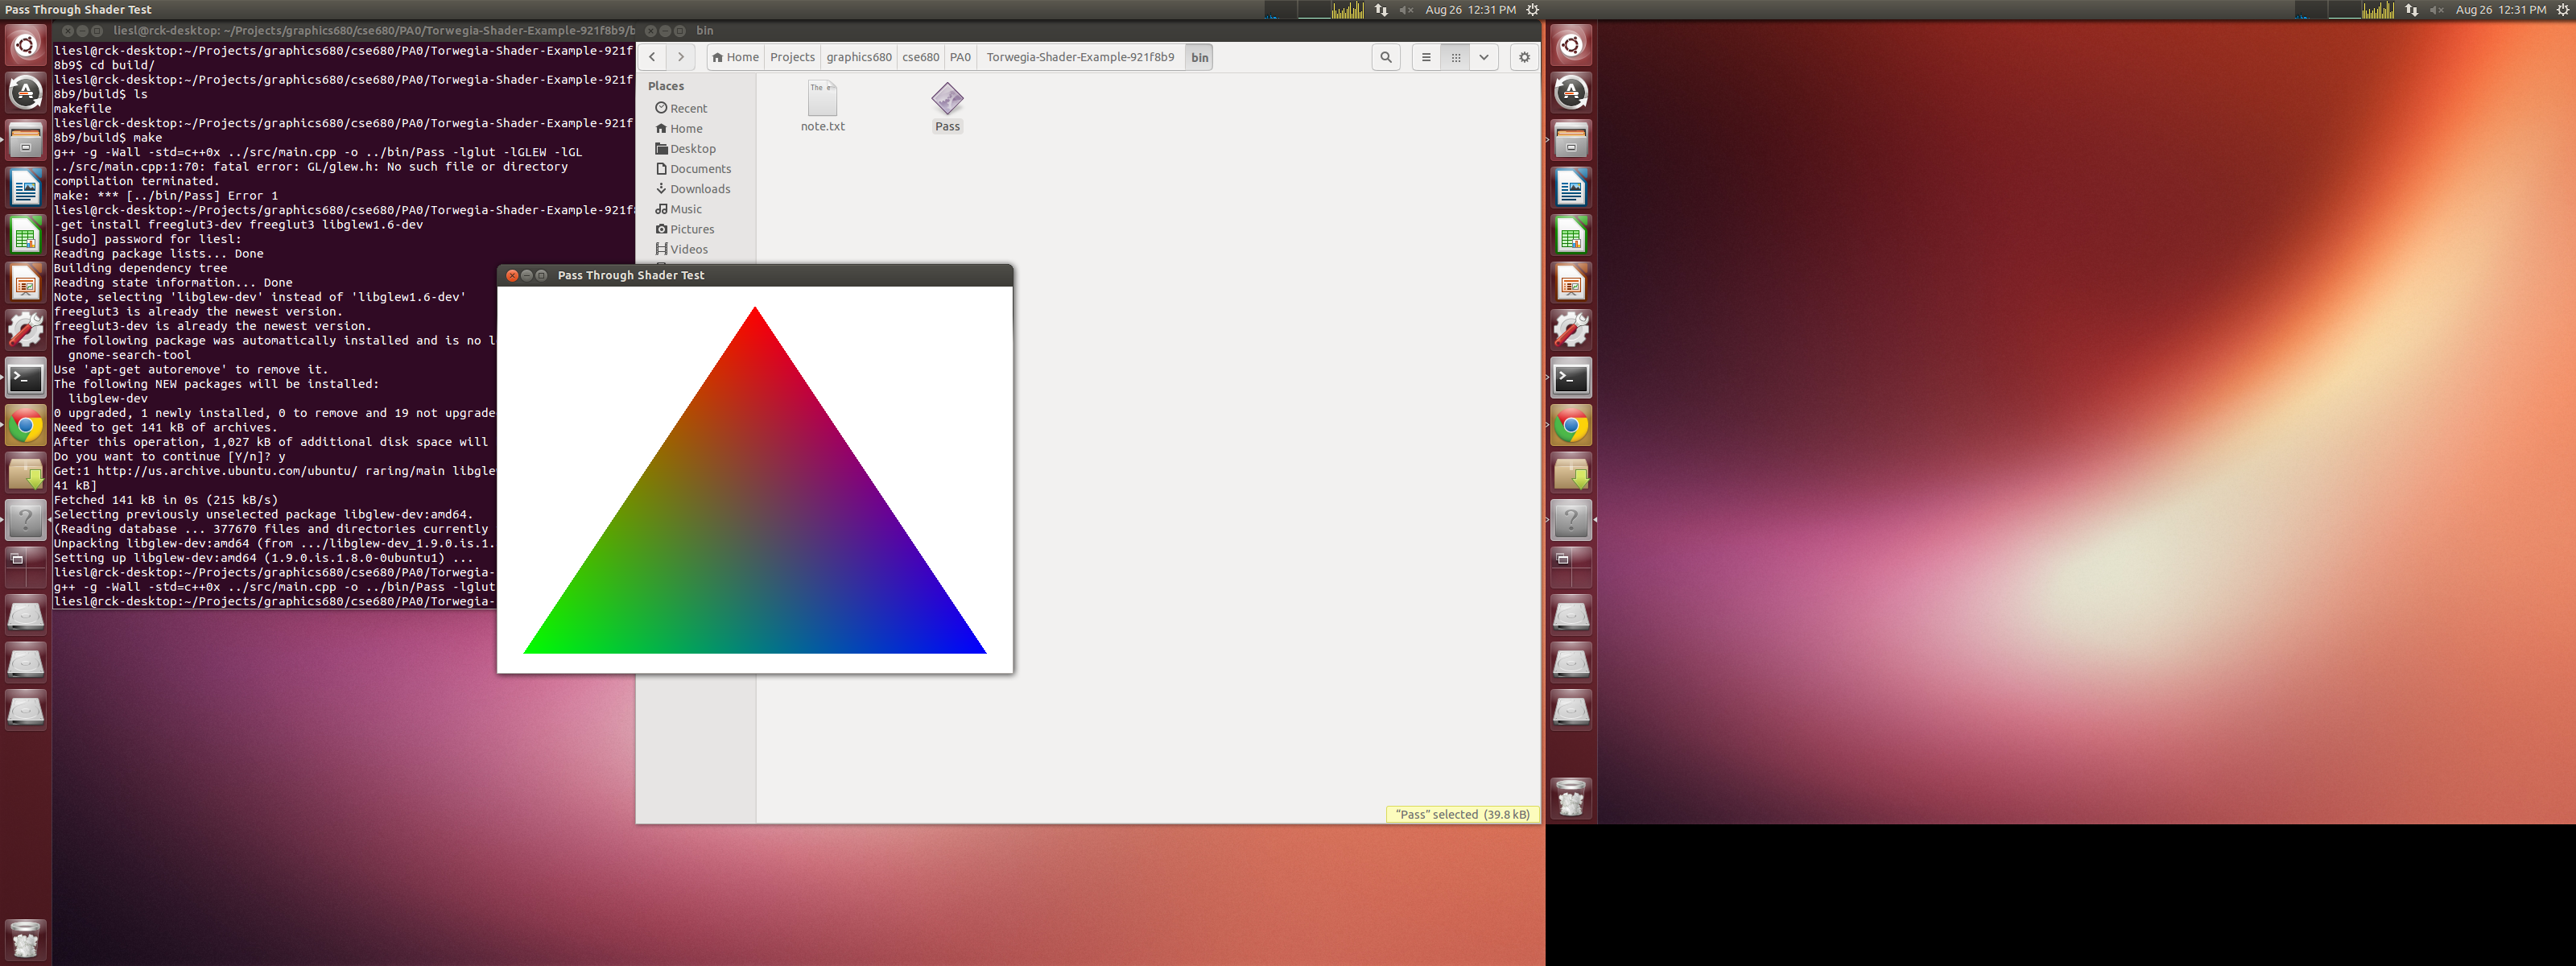 Pass Through Shader Test
Aug 26 12:31 PM
Aug 26 12:31 PM
liesl@rck-desktop: ~/Projects/graphics680/cse680/PA0/Torwegia-Shader-Example-921f8b9/b
liesl@rck-desktop:~/Projects/graphics680/cse680/PA0/Torwegia-Shader-Example-921f
8b9$ cd build/
liesl@rck-desktop:~/Projects/graphics680/cse680/PA0/Torwegia-Shader-Example-921f
8b9/build$ ls
makefile
liesl@rck-desktop:~/Projects/graphics680/cse680/PA0/Torwegia-Shader-Example-921f
8b9/build$ make
g++ -g -Wall -std=c++0x ../src/main.cpp -o ../bin/Pass -lglut -lGLEW -lGL
../src/main.cpp:1:70: fatal error: GL/glew.h: No such file or directory
compilation terminated.
make: *** [../bin/Pass] Error 1
liesl@rck-desktop:~/Projects/graphics680/cse680/PA0/Torwegia-Shader-Example-921f
-get install freeglut3-dev freeglut3 libglew1.6-dev
[sudo] password for liesl:
Reading package lists... Done
Building dependency tree
Reading state information... Done
Note, selecting 'libglew-dev' instead of 'libglew1.6-dev'
freeglut3 is already the newest version.
freeglut3-dev is already the newest version.
The following package was automatically installed and is no l
gnome-search-tool
Use 'apt-get autoremove' to remove it.
The following NEW packages will be installed:
libglew-dev
0 upgraded, 1 newly installed, 0 to remove and 19 not upgrade
Need to get 141 kB of archives.
After this operation, 1,027 kB of additional disk space will
Do you want to continue [Y/n]? y
Get:1 http://us.archive.ubuntu.com/ubuntu/ raring/main libgle
41 kB]
Fetched 141 kB in 0s (215 kB/s)
Selecting previously unselected package libglew-dev:amd64.
(Reading database ... 377670 files and directories currently
Unpacking libglew-dev:amd64 (from .../libglew-dev_1.9.0.is.1.
Setting up libglew-dev:amd64 (1.9.0.is.1.8.0-0ubuntu1) ...
liesl@rck-desktop:~/Projects/graphics680/cse680/PA0/Torwegia-
g++ -g -Wall -std=c++0x ../src/main.cpp -o ../bin/Pass -lglut
liesl@rck-desktop:~/Projects/graphics680/cse680/PA0/Torwegia-
bin
Home Projects graphics680 cse680 PA0 Torwegia-Shader-Example-921f8b9 bin
Places
Recent
Home
Desktop
Documents
Downloads
Music
Pictures
Videos
note.txt
Pass
Pass Through Shader Test
"Pass" selected (39.8 kB)